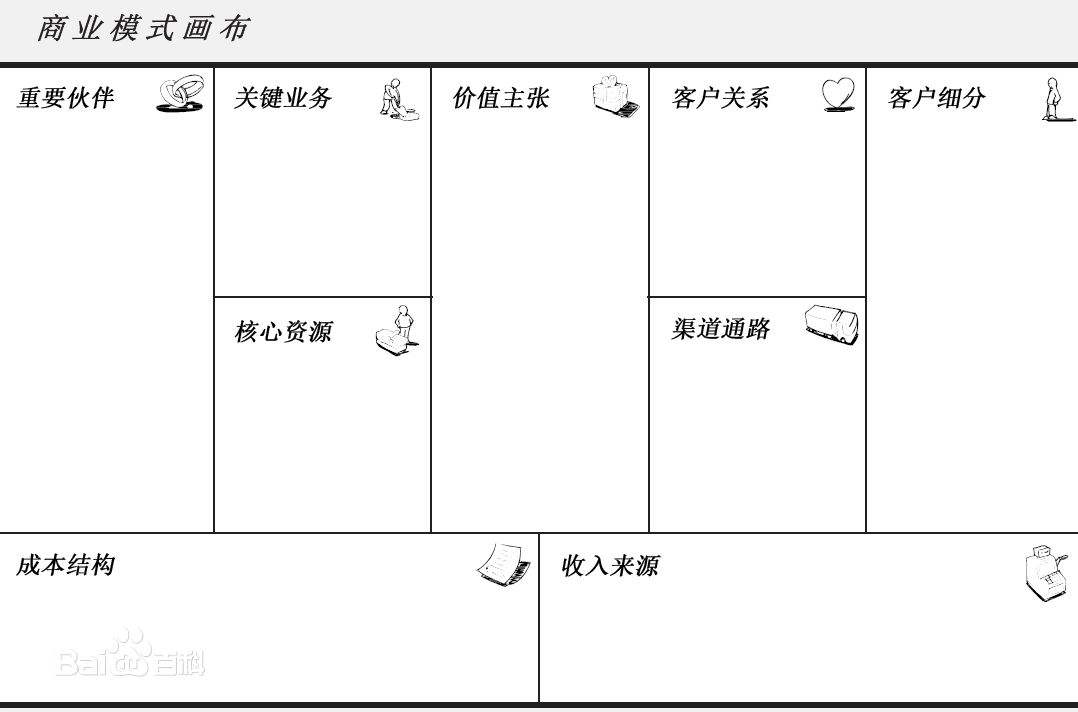 商业模式画布
重要伙伴
关键业务
价值主张
客户关系
客户细分
核心资源
渠道通路
成本结构
收入来源
Bai百科